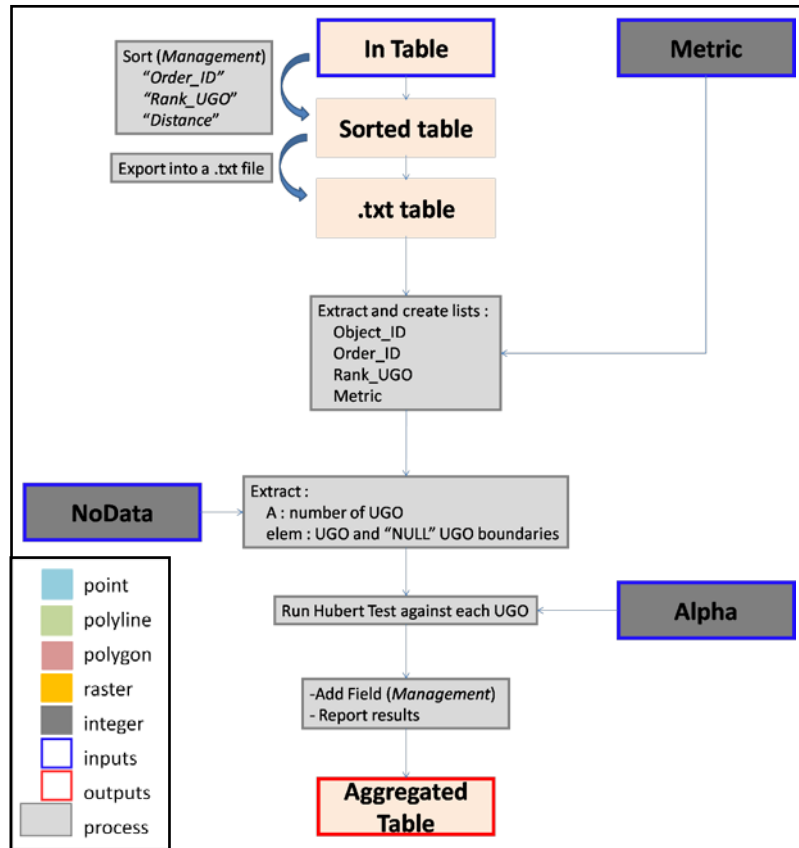 In Table
Metric
Sort (Management)
“Order_ID”
“Rank_UGO”
“Distance”
Sorted table
Export into a .txt file
.txt table
Extract and create lists :
Object_ID
Order_ID
Rank_UGO
Metric
NoData
Extract :
A : number of UGO
elem : UGO and “NULL” UGO boundaries
Run Hubert Test against each UGO
Alpha
-Add Field (Management)
- Report results
Aggregated
Table
point
polyline
polygon
raster
integer
inputs
outputs
process